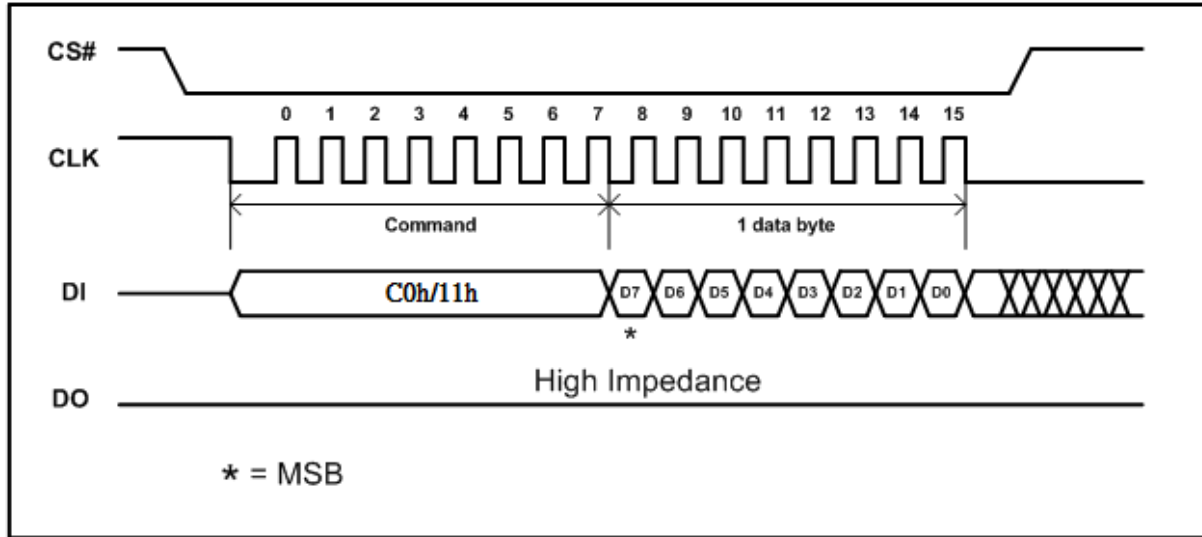 CS#
0 1 2 3 4 5 6 7 8 9 10 11 12 13 14 15
CLK
Command 1 data byte
DI C0h/11h D7 D6 D5 D4 D3 D2 D1 D0
*
High Impedance
DO
* = MSB